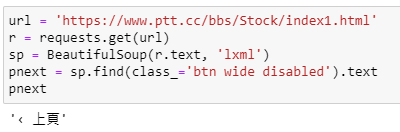 url = 'https://www.ptt.cc/bbs/Stock/index1.html'
r = requests.get(url)
sp = BeautifulSoup(r.text, 'lxml')
pnext = sp.find(class_='btn wide disabled').text
pnext
'‹ 上頁'